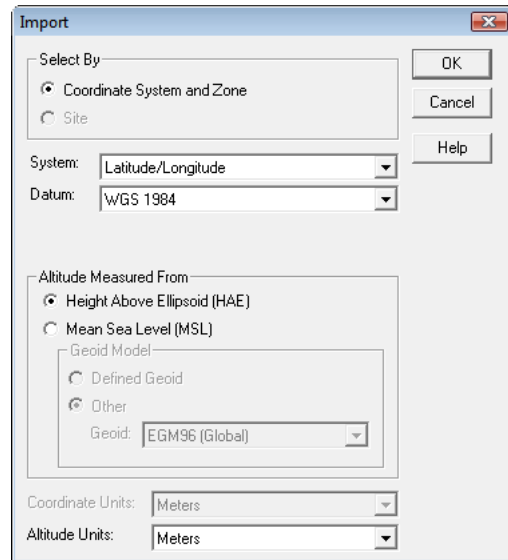 Import
Select By
Coordinate System and Zone
Site
OK
Cancel
Help
System: Latitude/Longitude
Datum: WGS 1984
Altitude Measured From
Height Above Ellipsoid (HAE)
Mean Sea Level (MSL)
Geoid Model
Defined Geoid
Other
Geoid: EGM96 (Global)
Coordinate Units: Meters
Altitude Units: Meters